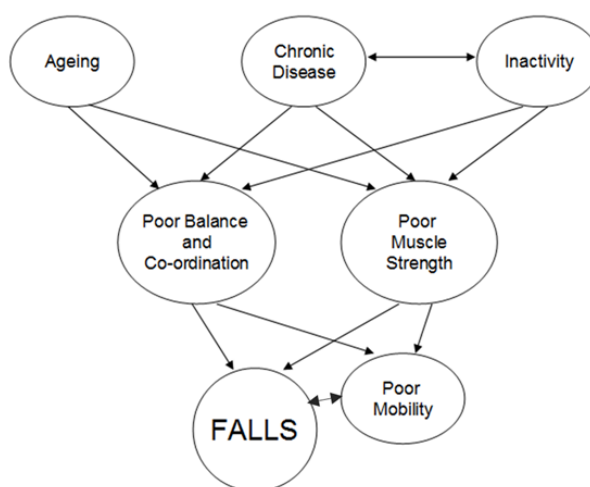 Ageing
Chronic
Disease
Inactivity
Poor Balance
and
Co-ordination
Poor
Muscle
Strength
FALLS
Poor
Mobility